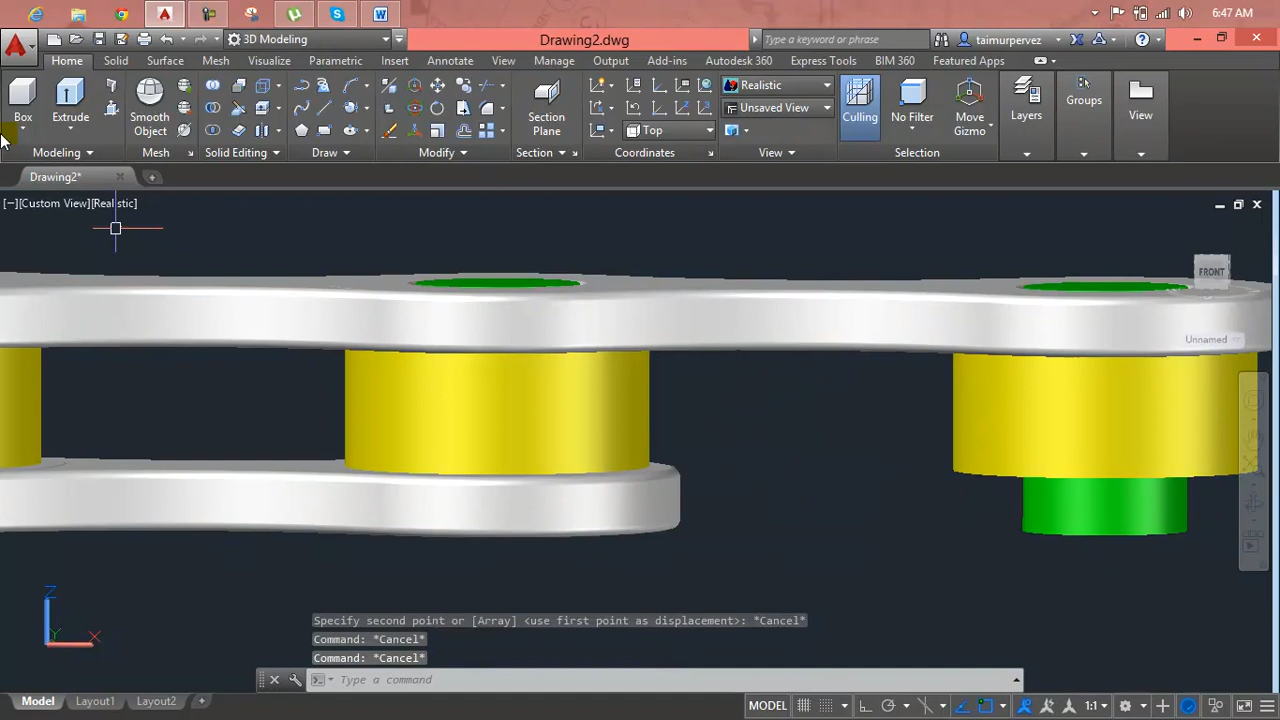 6:47 AM
3D Modeling
Drawing2.dwg
Type a keyword or phrase
taimurpervez
Home Solid Surface Mesh Visualize Parametric Insert Annotate View Manage Output Add-ins Autodesk 360 Express Tools BIM 360 Featured Apps
Box
Extrude
Smooth
Object
Section
Plane
Realistic
Unsaved View
Top
Culling
No Filter
Move
Gizmo
Layers
Groups
View
Modeling Mesh Solid Editing Draw Modify Section Coordinates View Selection
Drawing2*
[−][Custom View][Realistic]
FRONT
Unnamed
Z
Y
X
Specify second point or [Array] <use first point as displacement>: *Cancel*
Command: *Cancel*
Command: *Cancel*
Type a command
Model Layout1 Layout2
MODEL
1:1